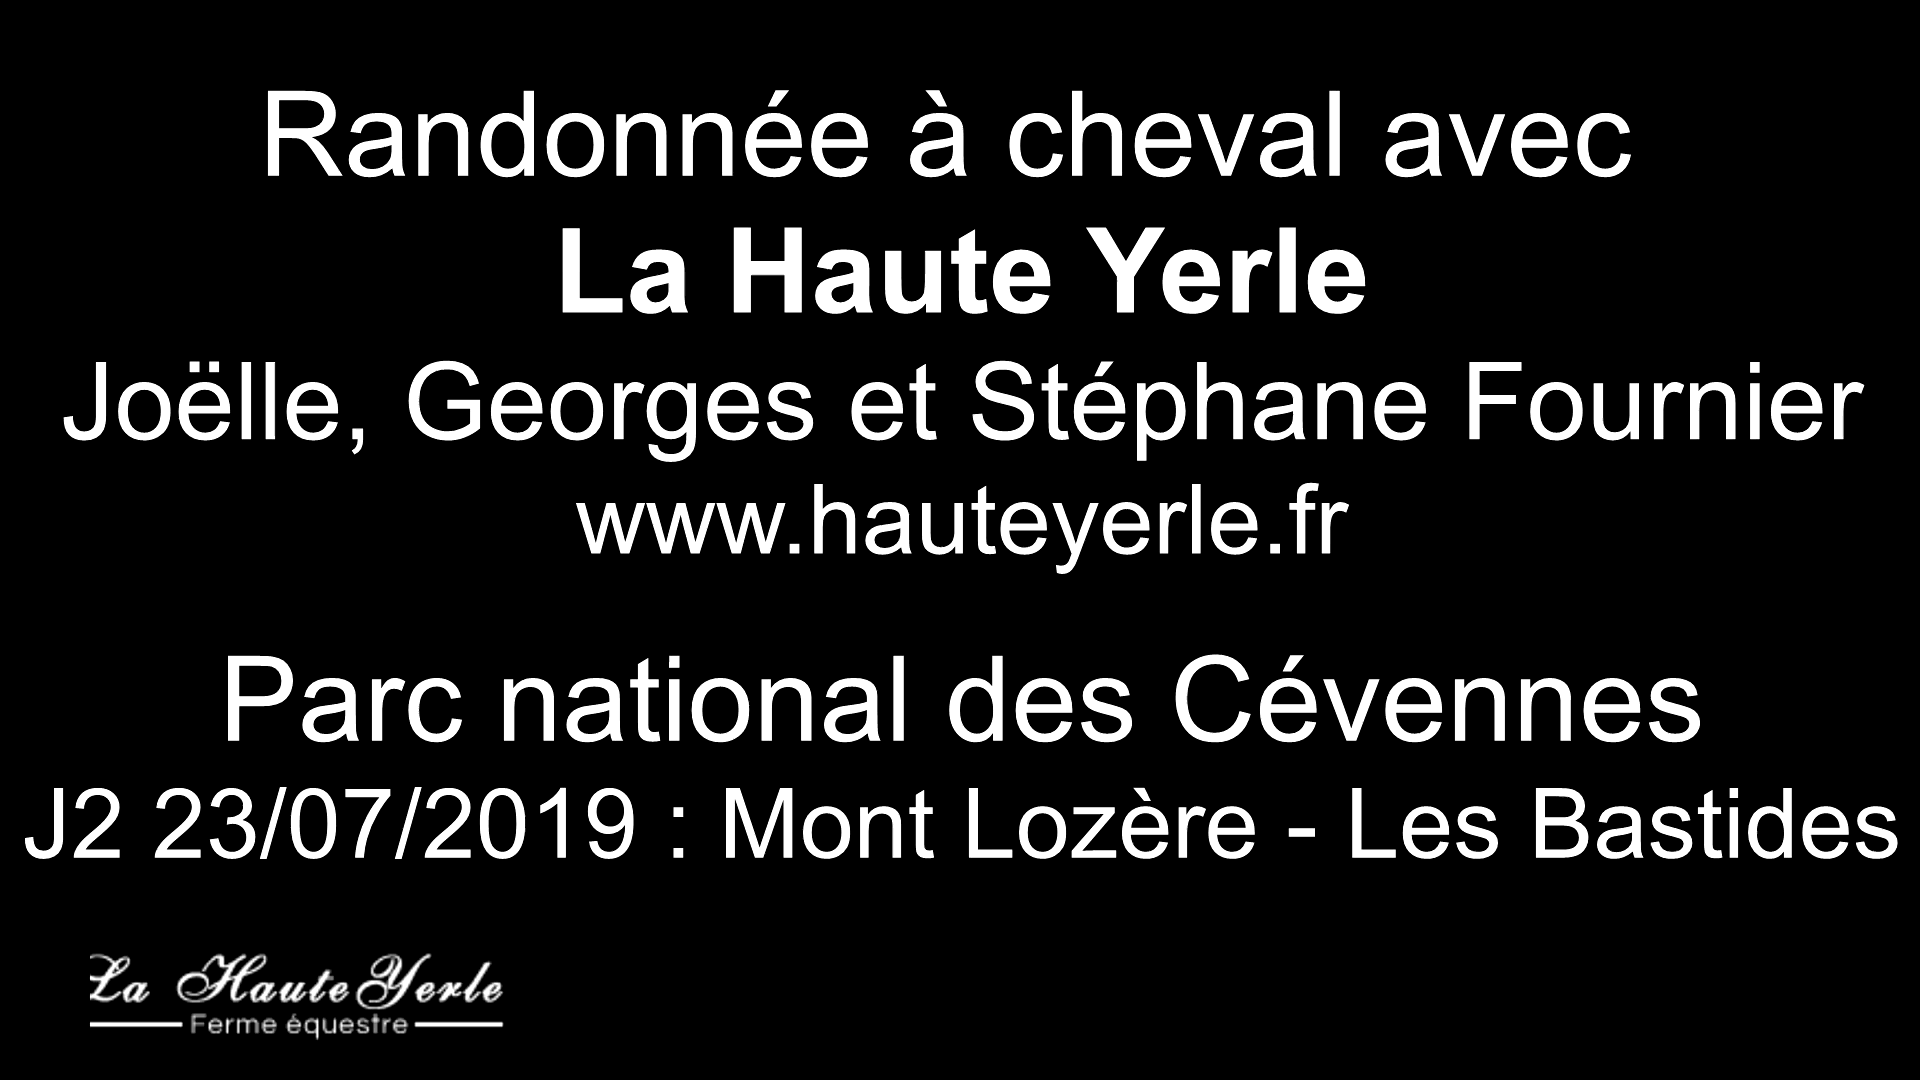 Randonnée à cheval avec
La Haute Yerle
Joëlle, Georges et Stéphane Fournier
www.hauteyerle.fr
Parc national des Cévennes
J2 23/07/2019 : Mont Lozère - Les Bastides
La Haute Yerle
Ferme équestre